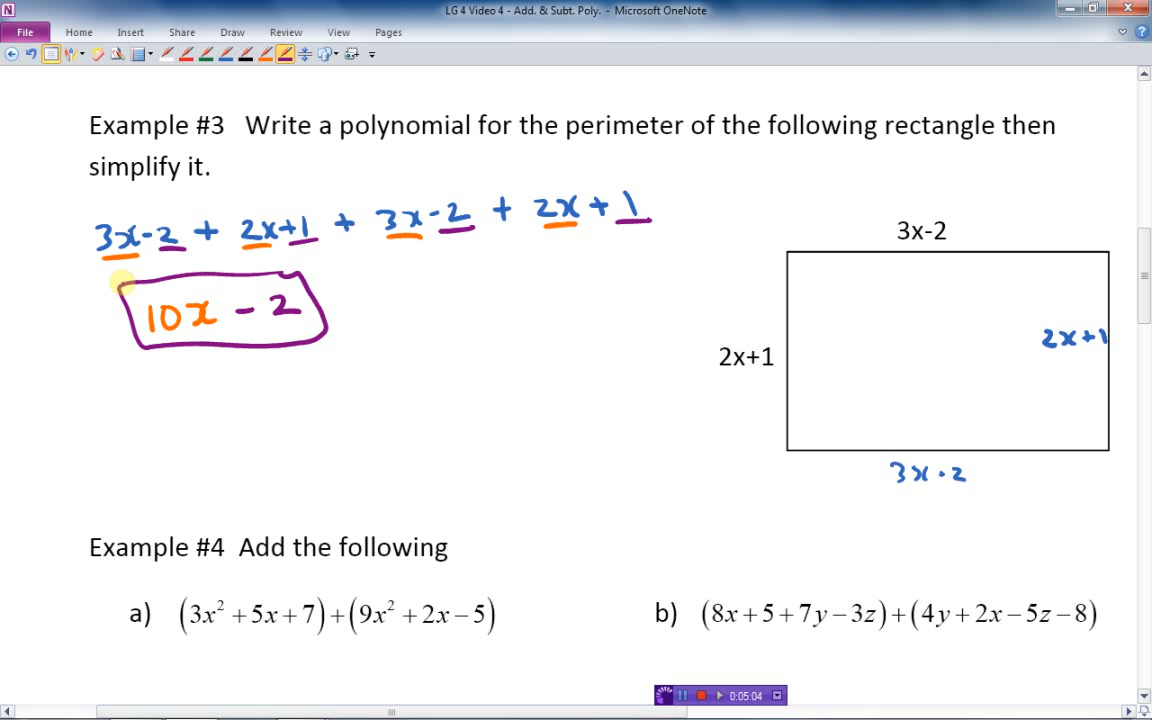 LG 4 Video 4 - Add. & Subt. Poly. - Microsoft OneNote
File Home Insert Share Draw Review View Pages
Example #3 Write a polynomial for the perimeter of the following rectangle then
simplify it.
3x-2 + 2x+1 + 3x-2 + 2x+1
10x - 2
3x-2
2x+1
2x+1
3x-2
Example #4 Add the following
a) (3x² + 5x + 7) + (9x² + 2x − 5)
b) (8x + 5 + 7y − 3z) + (4y + 2x − 5z − 8)
0:05:04